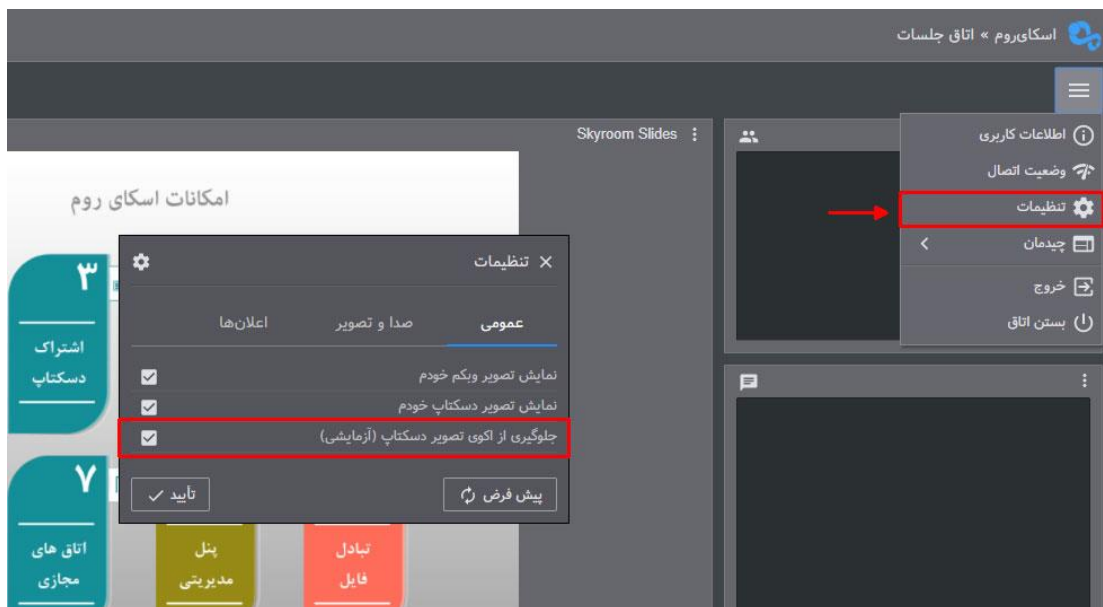 اسکای‌روم » اتاق جلسات
اطلاعات کاربری
وضعیت اتصال
تنظیمات
چیدمان
خروج
بستن اتاق
Skyroom Slides
امکانات اسکای روم
۳
اشتراک
دسکتاپ
۷
اتاق های
مجازی
پنل
مدیریتی
تبادل
فایل
تنظیمات
عمومی
صدا و تصویر
اعلان‌ها
نمایش تصویر وبکم خودم
نمایش تصویر دسکتاپ خودم
جلوگیری از اکوی تصویر دسکتاپ (آزمایشی)
پیش فرض
تأیید